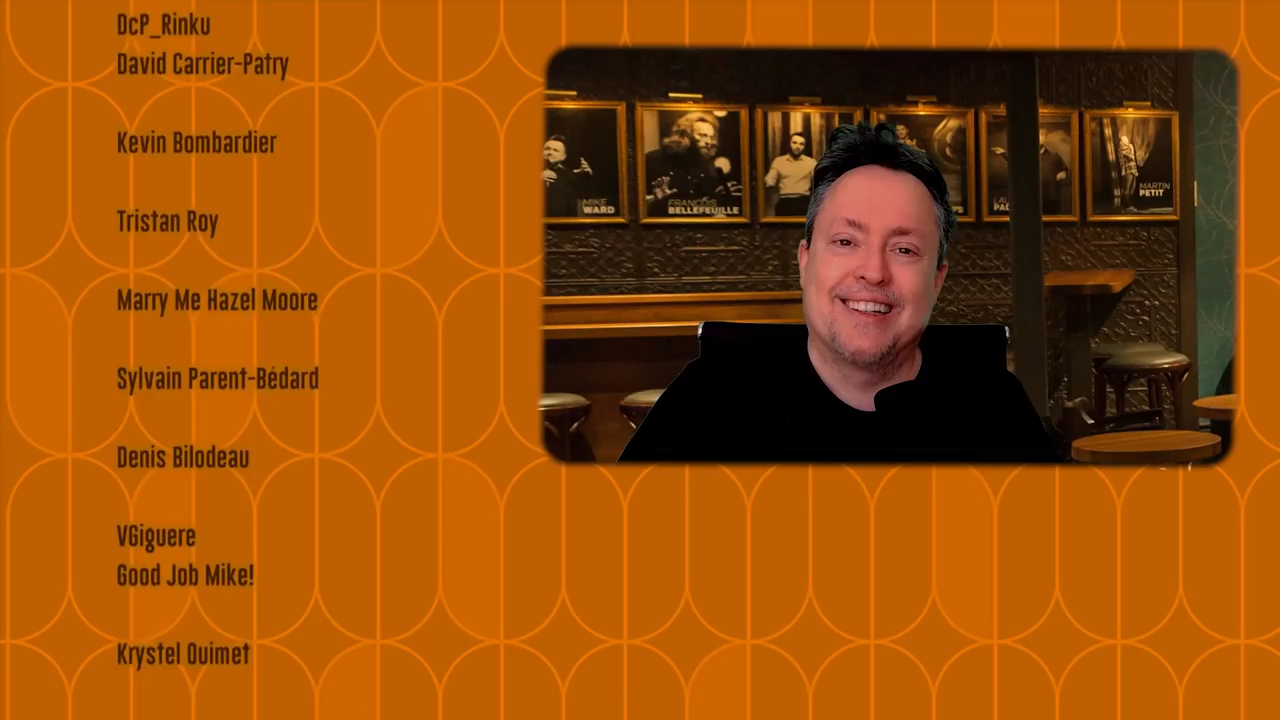 DcP_Rinku
David Carrier-Patry
Kevin Bombardier
Tristan Roy
Marry Me Hazel Moore
Sylvain Parent-Bédard
Denis Bilodeau
VGiguere
Good Job Mike!
Krystel Ouimet
MIKE
WARD
FRANÇOIS
BELLEFEUILLE
MARTIN
PETIT